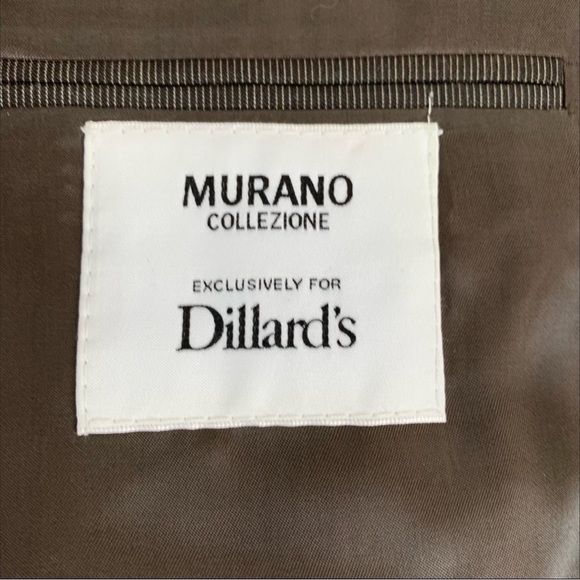 MURANO
COLLEZIONE
EXCLUSIVELY FOR
Dillard's